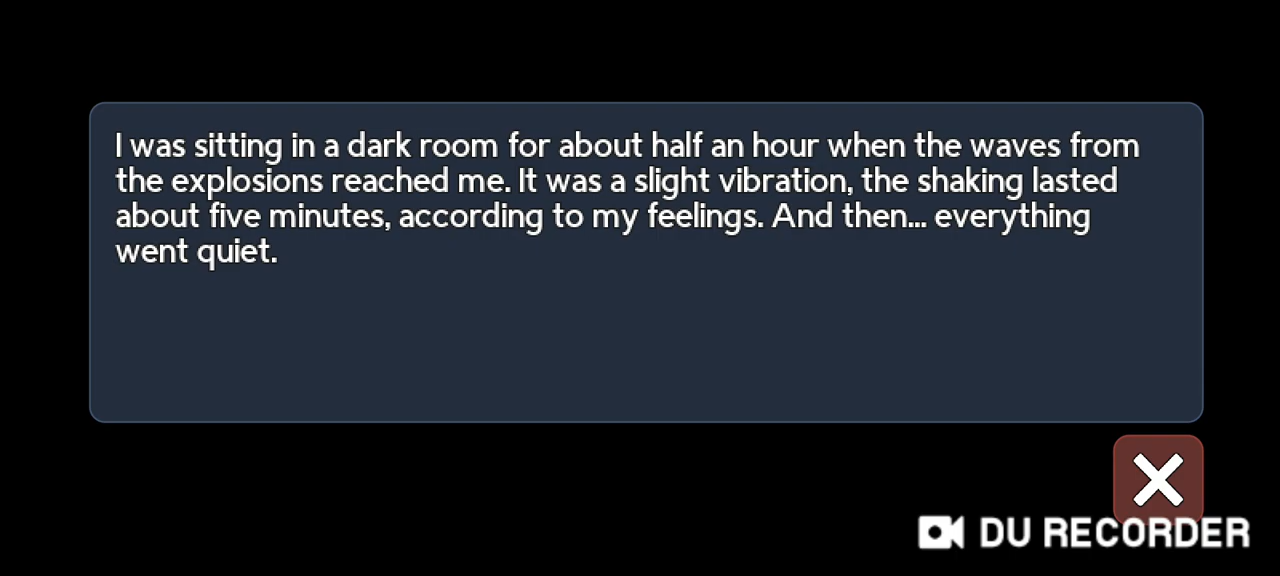 I was sitting in a dark room for about half an hour when the waves from
the explosions reached me. It was a slight vibration, the shaking lasted
about five minutes, according to my feelings. And then... everything
went quiet.
DU RECORDER